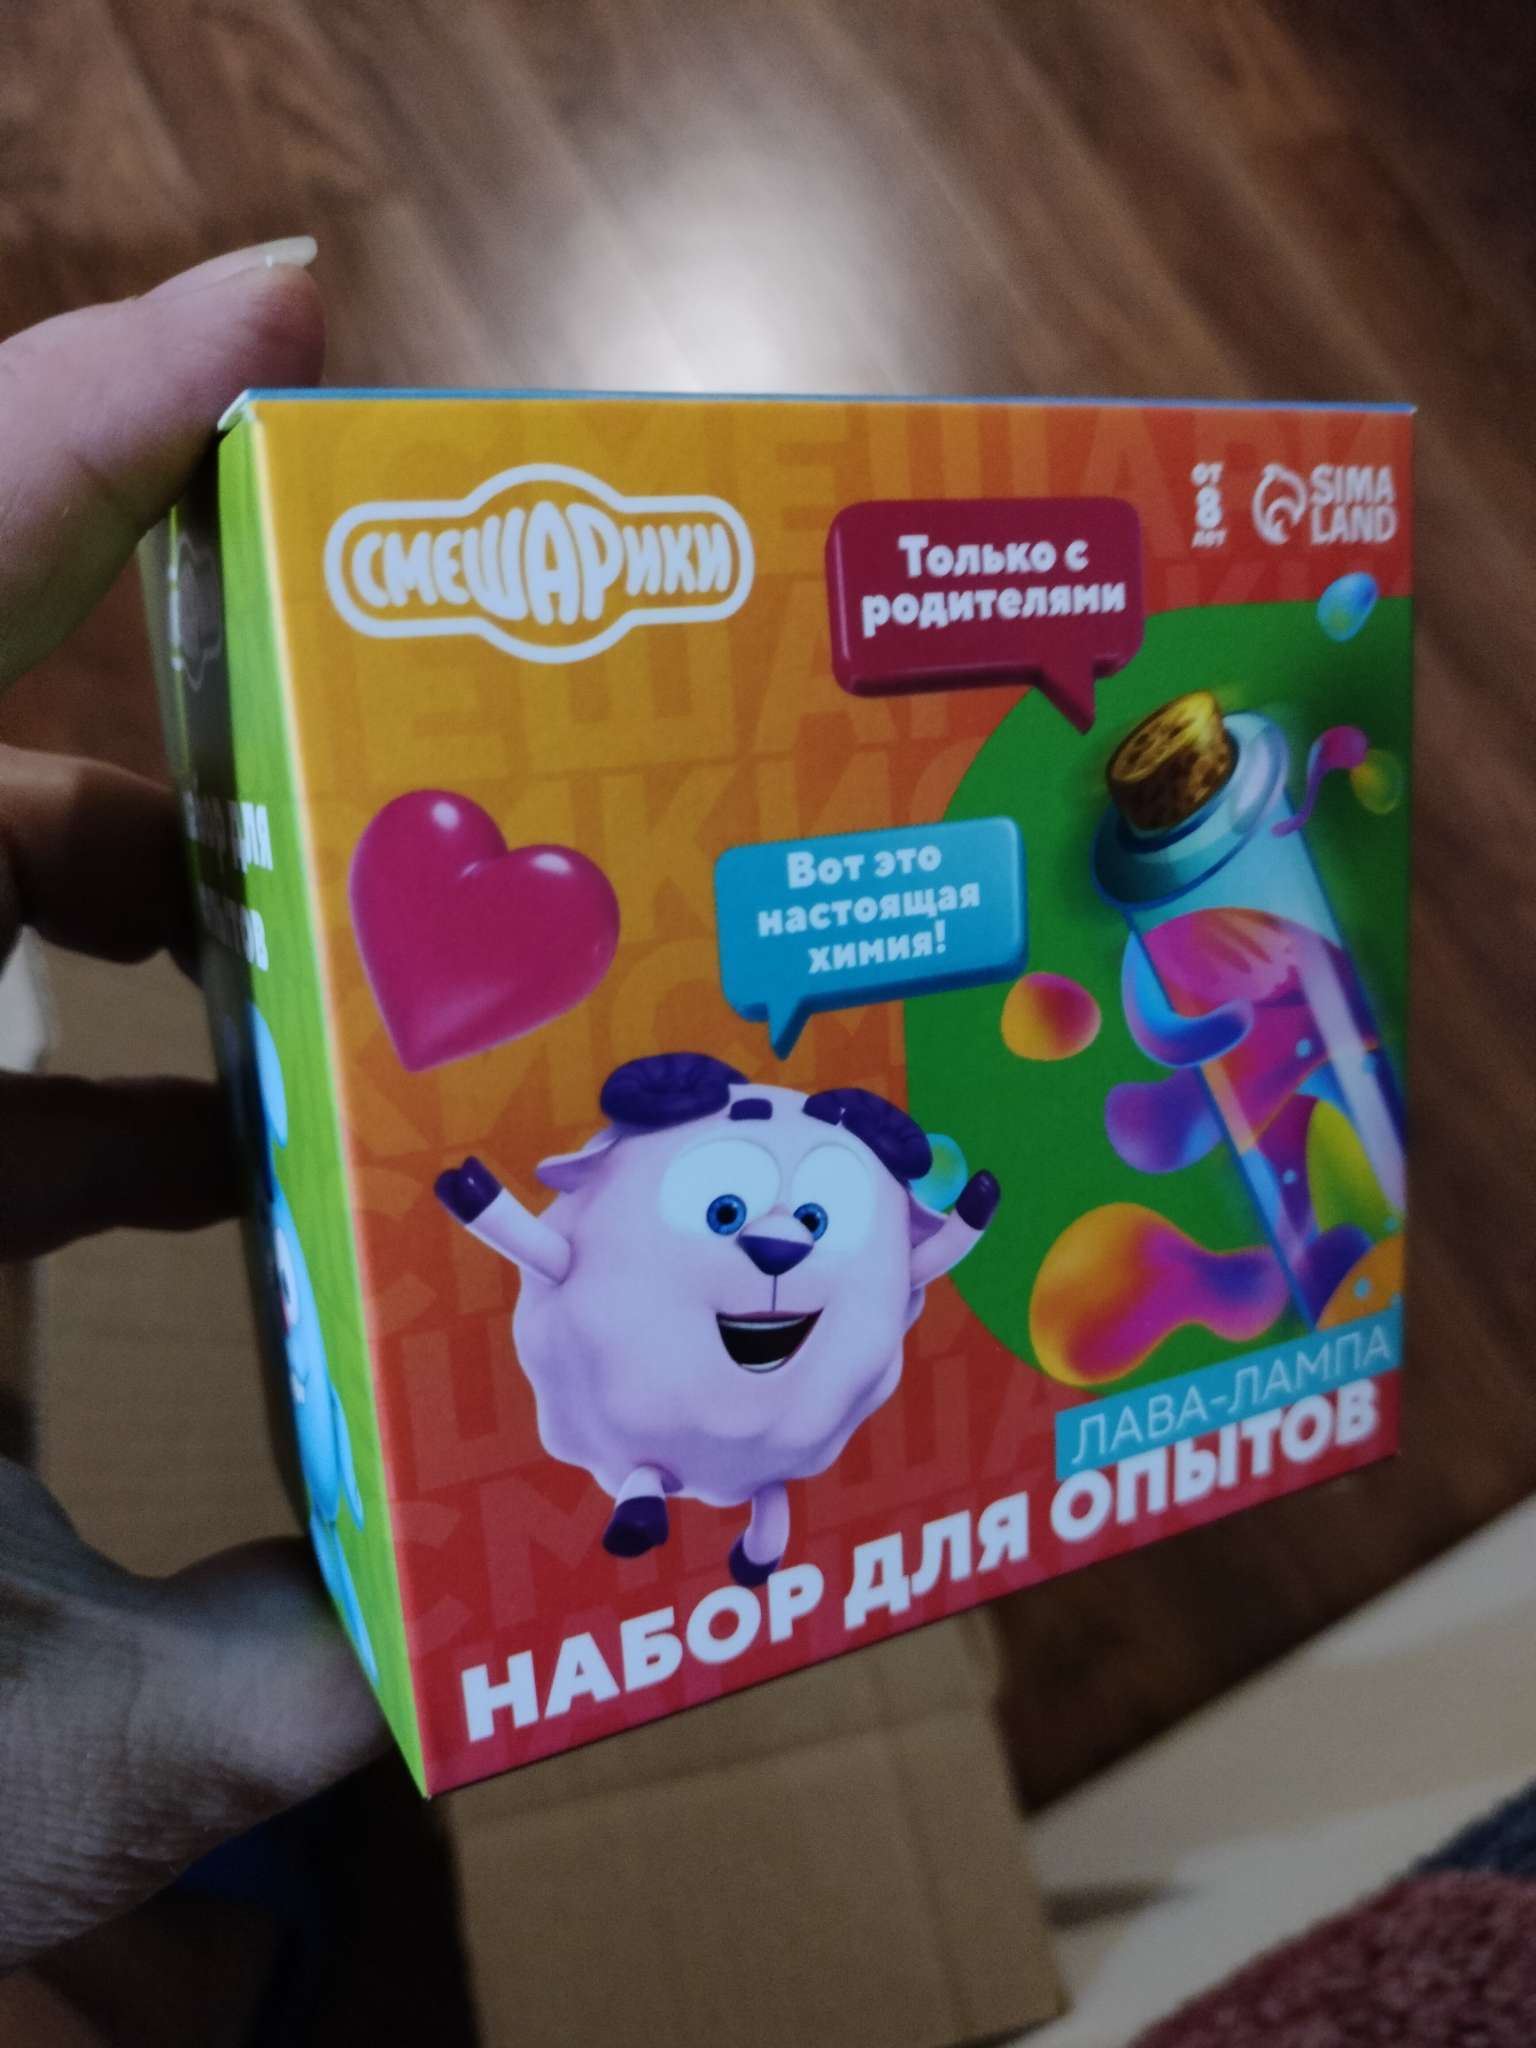 СМЕШАРИКИ
Только с
родителями
от
8
лет
SIMA
LAND
Вот это
настоящая
химия!
ЛАВА-ЛАМПА
НАБОР ДЛЯ ОПЫТОВ